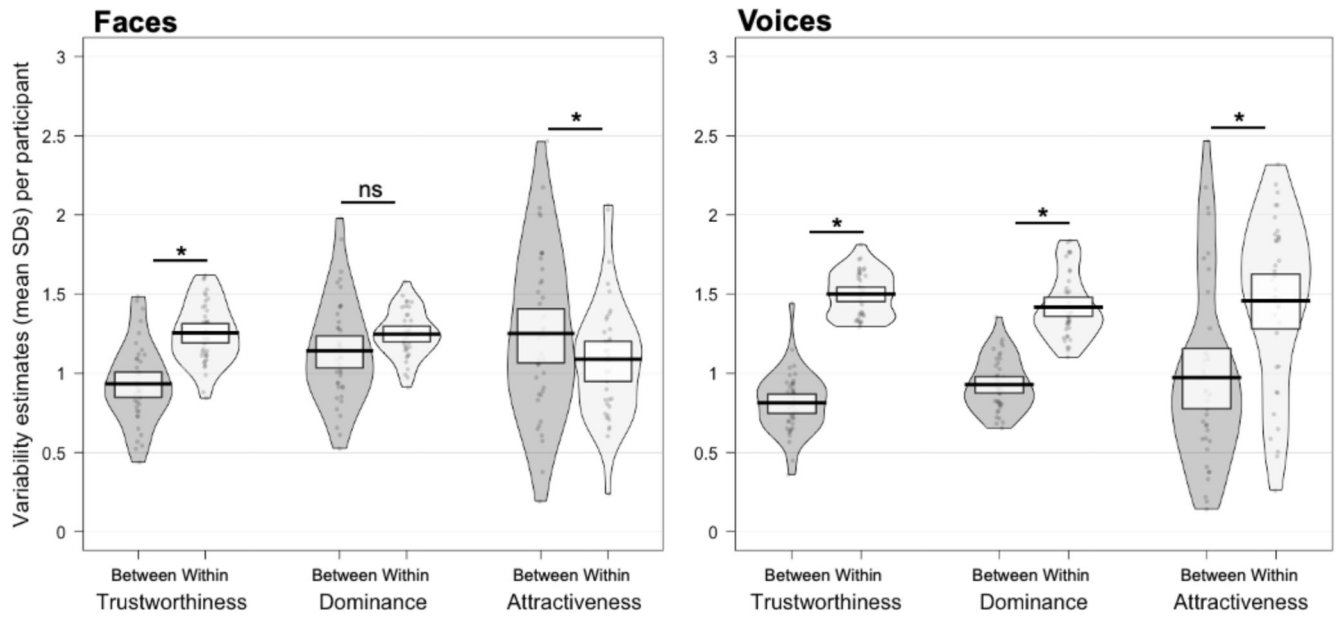 Faces
Voices
Variability estimates (mean SDs) per participant
3
2.5
2
1.5
1
0.5
0
*
ns
*
Between Within
Between Within
Between Within
Trustworthiness
Dominance
Attractiveness
3
2.5
2
1.5
1
0.5
0
*
*
*
Between Within
Between Within
Between Within
Trustworthiness
Dominance
Attractiveness